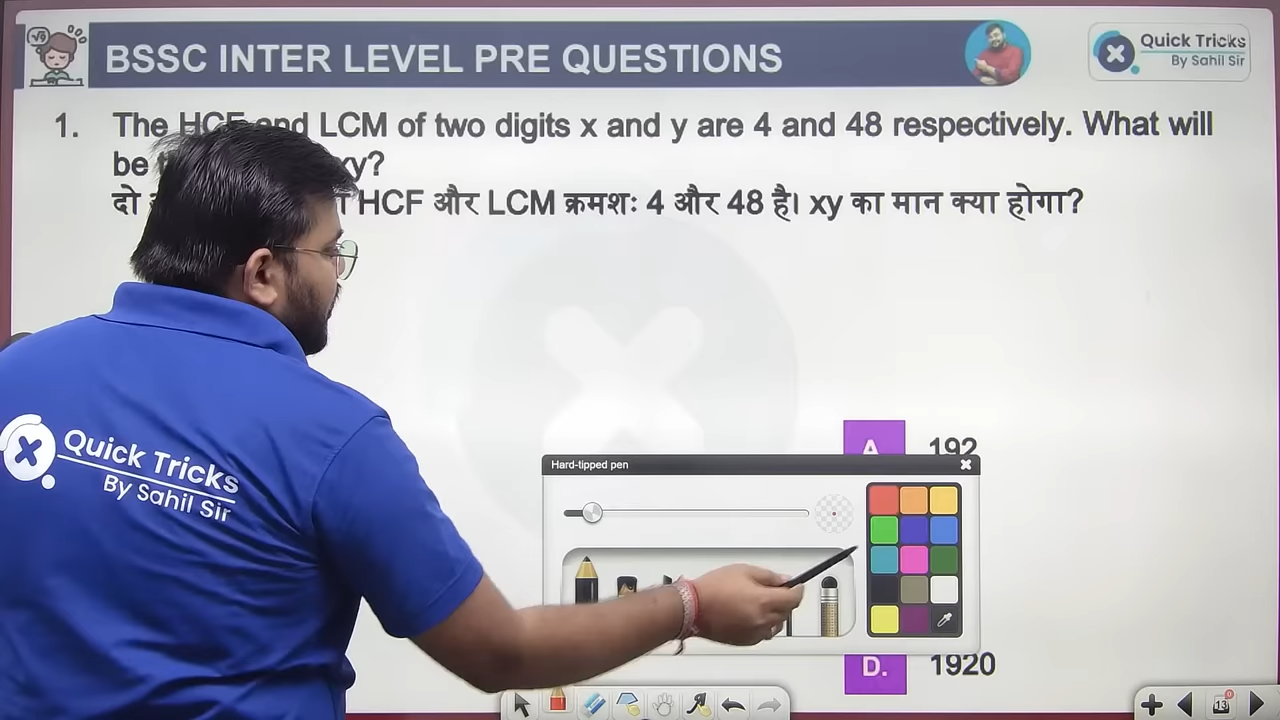 BSSC INTER LEVEL PRE QUESTIONS
Quick Tricks
By Sahil Sir
1. The HCF and LCM of two digits x and y are 4 and 48 respectively. What will
be xy?
दो HCF और LCM क्रमशः 4 और 48 है। xy का मान क्या होगा?
A. 192
Hard-tipped pen
Quick Tricks
By Sahil Sir
D. 1920
13